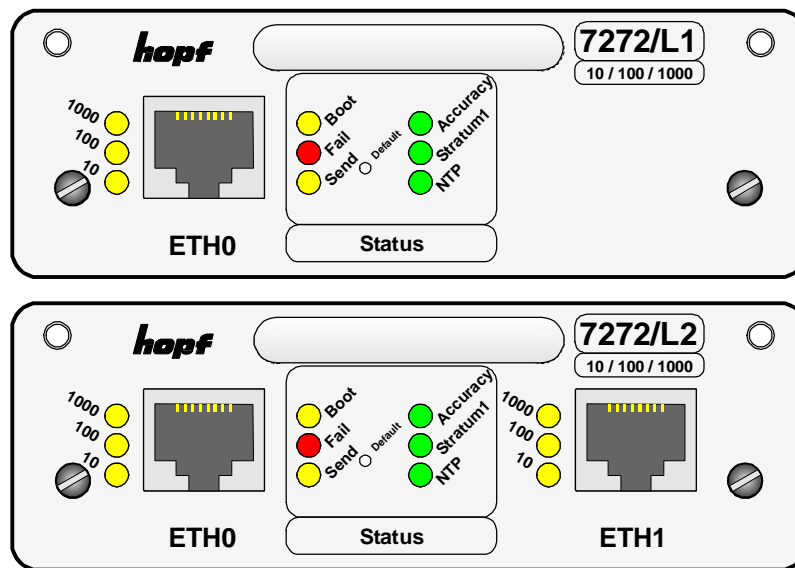 hopf
7272/L1
10 / 100 / 1000
1000
100
10
Boot
Fail
Send
Default
Accuracy
Stratum1
NTP
ETH0
Status
hopf
7272/L2
10 / 100 / 1000
1000
100
10
Boot
Fail
Send
Default
Accuracy
Stratum1
NTP
1000
100
10
ETH0
Status
ETH1